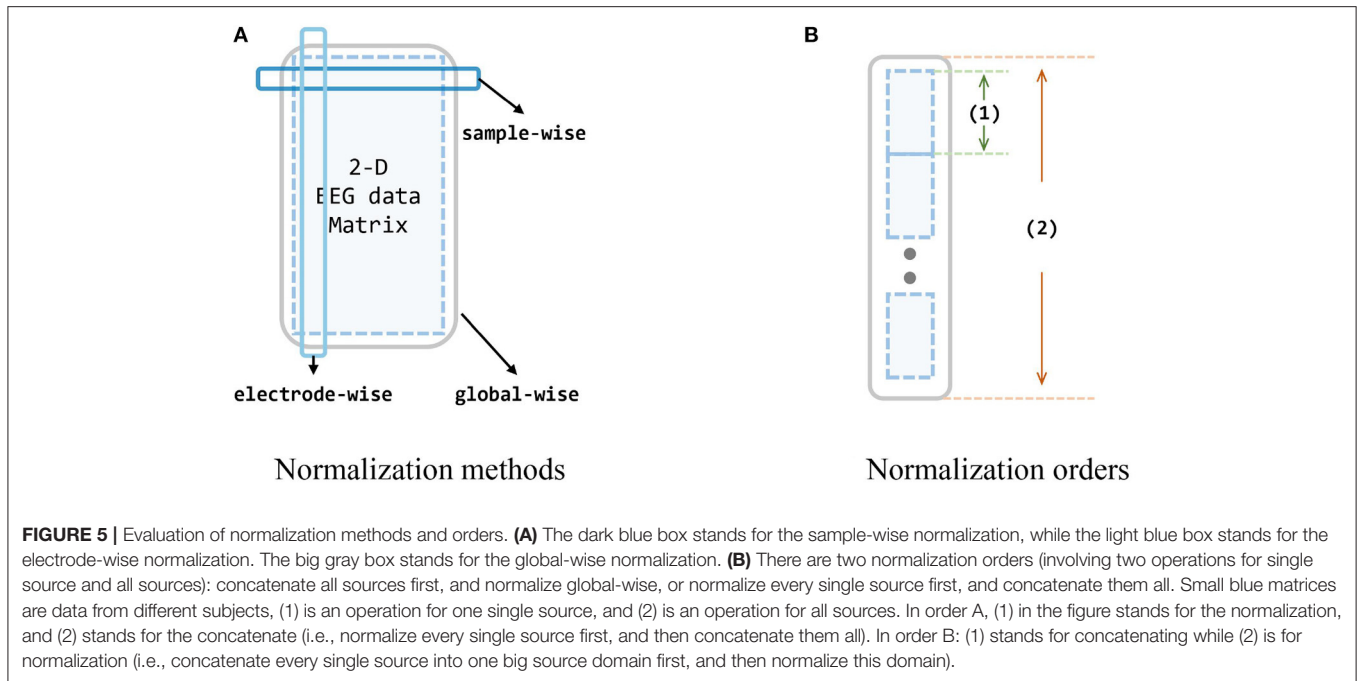 A
B
sample-wise
(1)
2-D
EEG data
Matrix
(2)
electrode-wise
global-wise
Normalization methods
Normalization orders
FIGURE 5 | Evaluation of normalization methods and orders. (A) The dark blue box stands for the sample-wise normalization, while the light blue box stands for the
electrode-wise normalization. The big gray box stands for the global-wise normalization. (B) There are two normalization orders (involving two operations for single
source and all sources): concatenate all sources first, and normalize global-wise, or normalize every single source first, and concatenate them all. Small blue matrices
are data from different subjects, (1) is an operation for one single source, and (2) is an operation for all sources. In order A, (1) in the figure stands for the normalization,
and (2) stands for the concatenate (i.e., normalize every single source first, and then concatenate them all). In order B: (1) stands for concatenating while (2) is for
normalization (i.e., concatenate every single source into one big source domain first, and then normalize this domain).